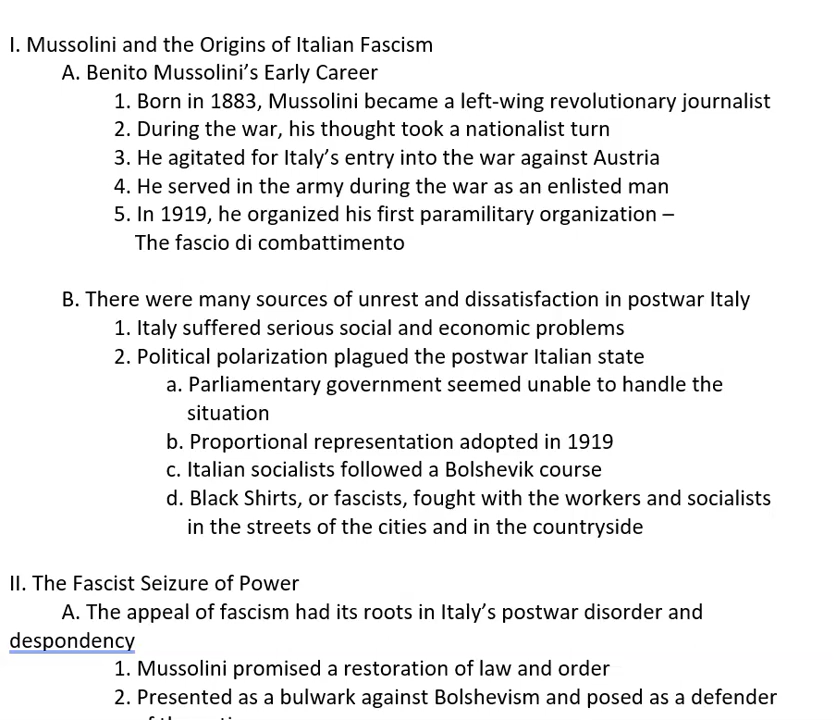 I. Mussolini and the Origins of Italian Fascism
A. Benito Mussolini’s Early Career
1. Born in 1883, Mussolini became a left-wing revolutionary journalist
2. During the war, his thought took a nationalist turn
3. He agitated for Italy’s entry into the war against Austria
4. He served in the army during the war as an enlisted man
5. In 1919, he organized his first paramilitary organization –
The fascio di combattimento
B. There were many sources of unrest and dissatisfaction in postwar Italy
1. Italy suffered serious social and economic problems
2. Political polarization plagued the postwar Italian state
a. Parliamentary government seemed unable to handle the
situation
b. Proportional representation adopted in 1919
c. Italian socialists followed a Bolshevik course
d. Black Shirts, or fascists, fought with the workers and socialists
in the streets of the cities and in the countryside
II. The Fascist Seizure of Power
A. The appeal of fascism had its roots in Italy’s postwar disorder and
despondency
1. Mussolini promised a restoration of law and order
2. Presented as a bulwark against Bolshevism and posed as a defender